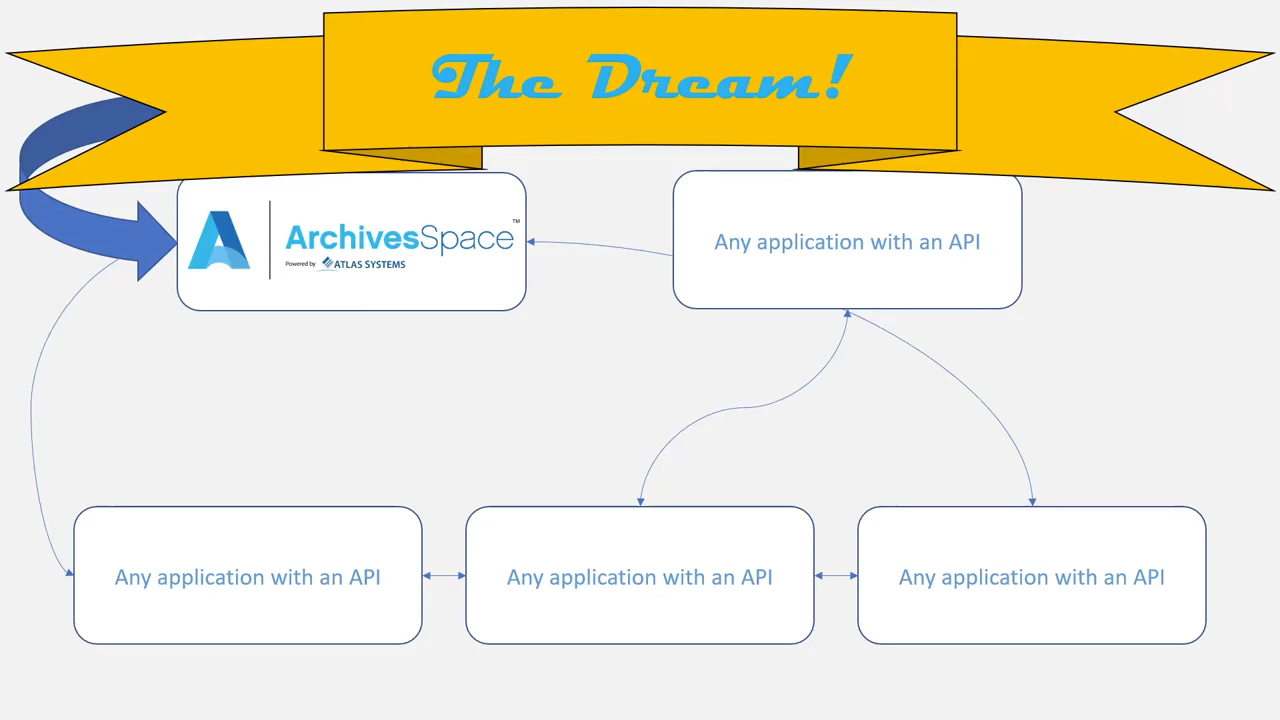 The Dream!
ArchivesSpace™
Powered by ATLAS SYSTEMS
Any application with an API
Any application with an API
Any application with an API
Any application with an API